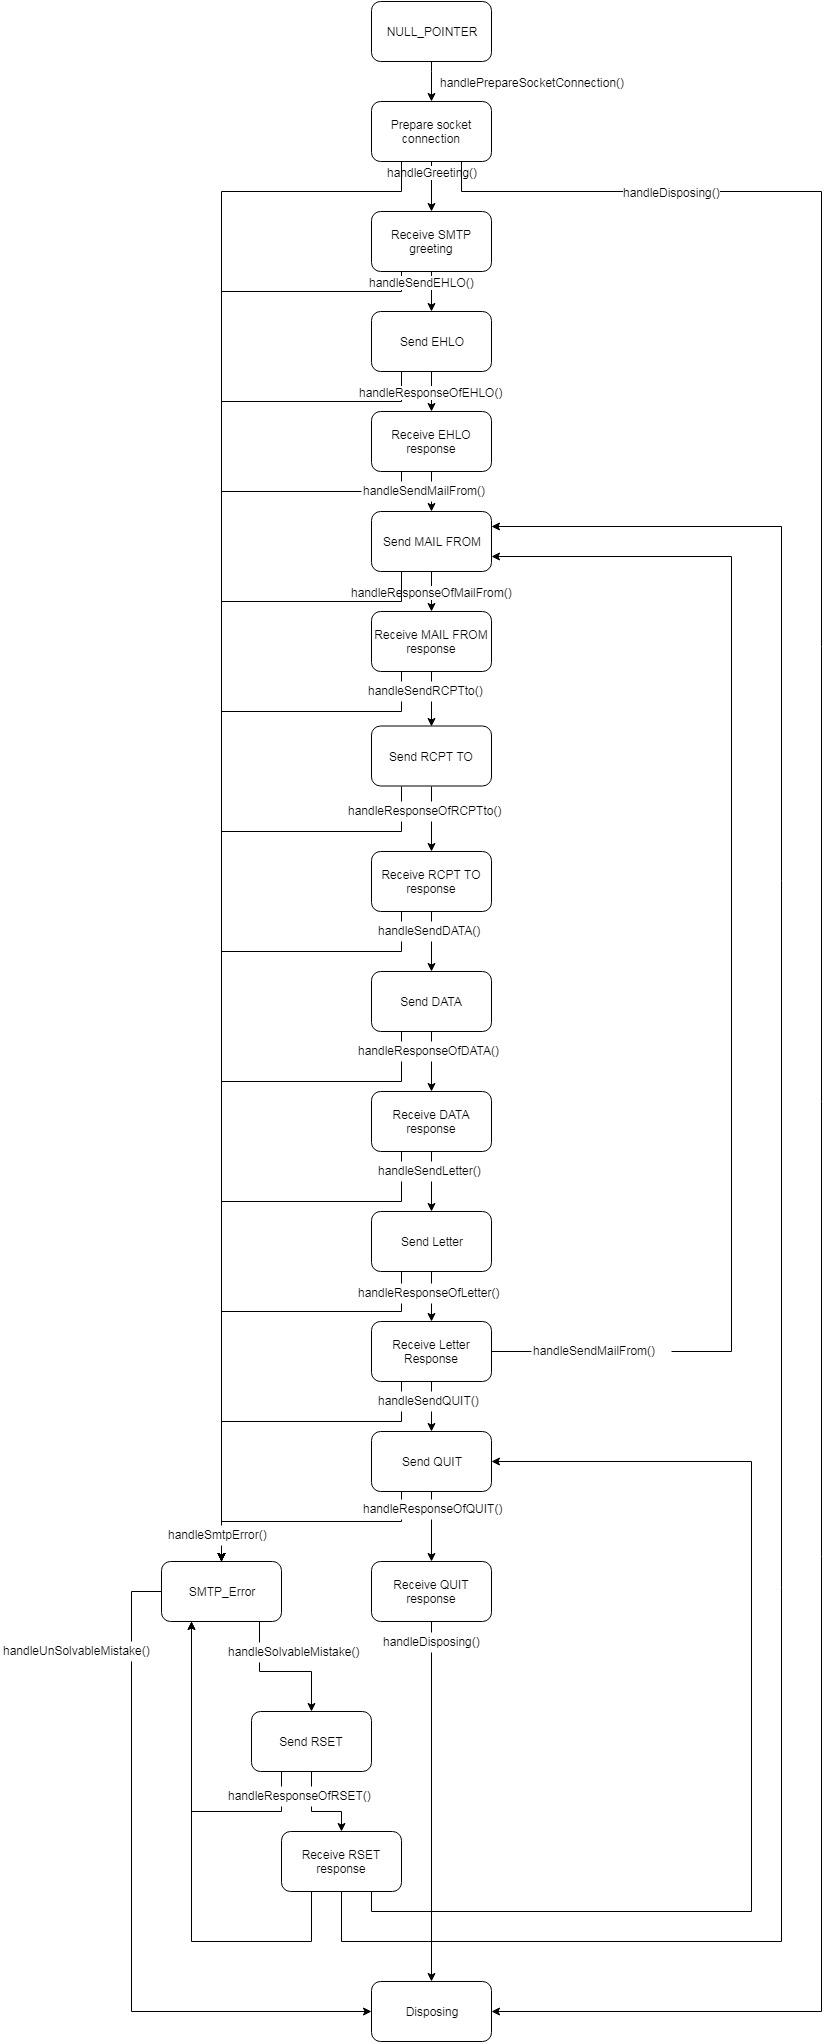 NULL_POINTER
handlePrepareSocketConnection()
Prepare socket
connection
handleGreeting()
handleDisposing()
Receive SMTP
greeting
handleSendEHLO()
Send EHLO
handleResponseOfEHLO()
Receive EHLO
response
handleSendMailFrom()
Send MAIL FROM
handleResponseOfMailFrom()
Receive MAIL FROM
response
handleSendRCPTto()
Send RCPT TO
handleResponseOfRCPTto()
Receive RCPT TO
response
handleSendDATA()
Send DATA
handleResponseOfDATA()
Receive DATA
response
handleSendLetter()
Send Letter
handleResponseOfLetter()
Receive Letter
Response
handleSendMailFrom()
handleSendQUIT()
Send QUIT
handleResponseOfQUIT()
handleSmtpError()
SMTP_Error
Receive QUIT
response
handleDisposing()
handleUnSolvableMistake()
handleSolvableMistake()
Send RSET
handleResponseOfRSET()
Receive RSET
response
Disposing